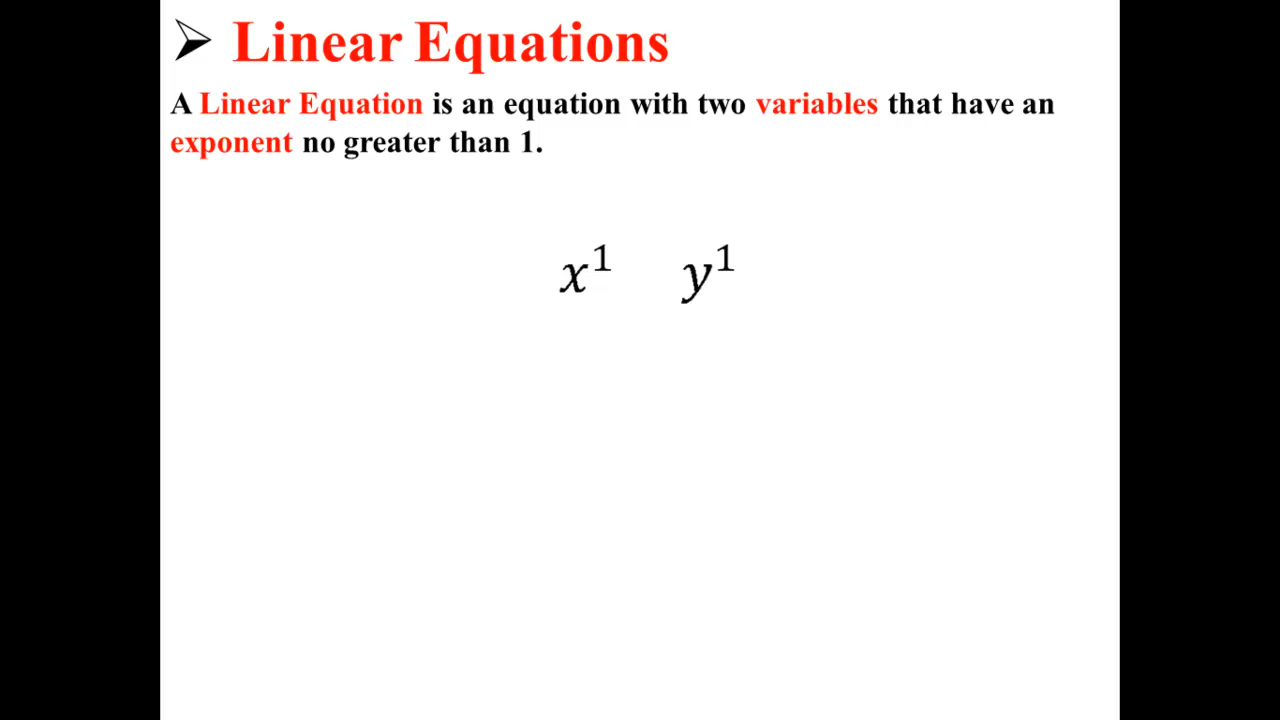 ➢ Linear Equations
A Linear Equation is an equation with two variables that have an
exponent no greater than 1.
x¹ y¹